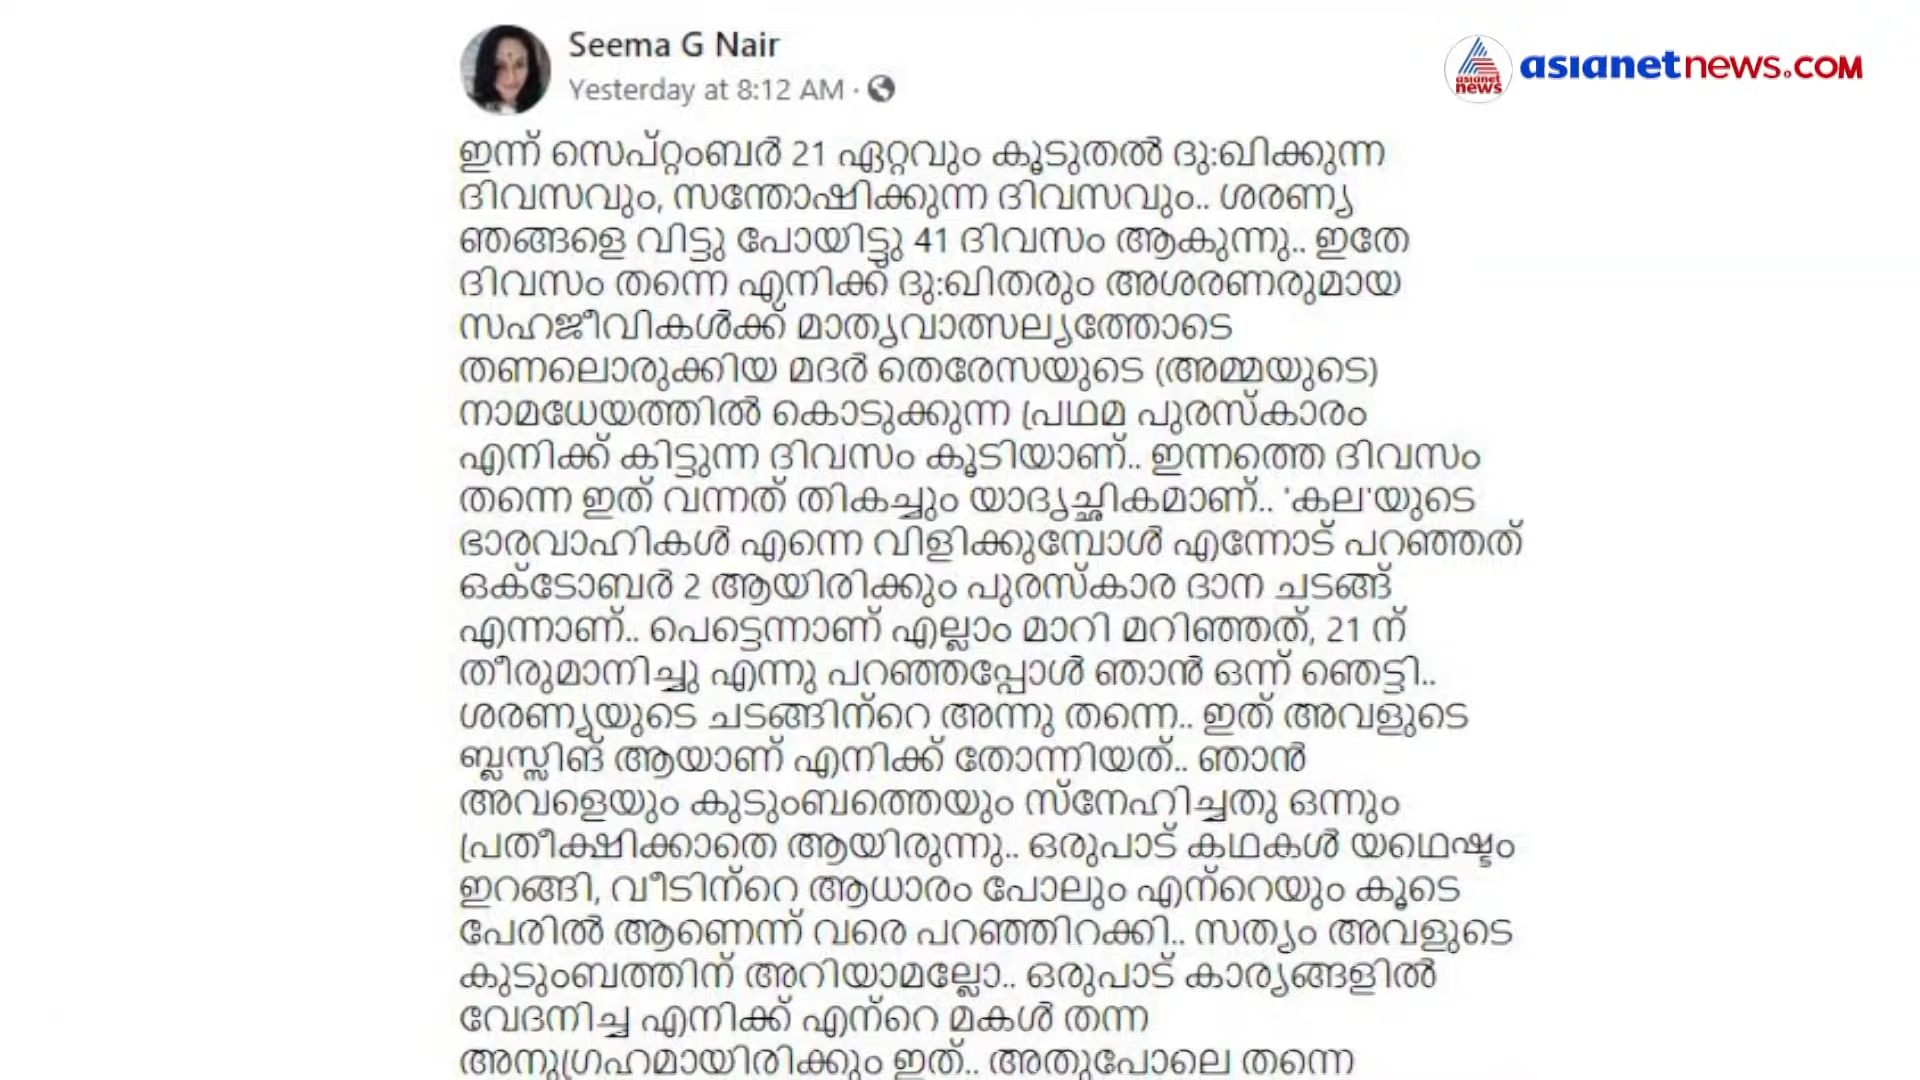 Seema G Nair
Yesterday at 8:12 AM ·
asianet news
asianetnews.COM
ഇന്ന് സെപ്റ്റംബർ 21 ഏറ്റവും കൂടുതൽ ദു:ഖിക്കുന്ന
ദിവസവും, സന്തോഷിക്കുന്ന ദിവസവും.. ശരണ്യ
ഞങ്ങളെ വിട്ടു പോയിട്ടു 41 ദിവസം ആകുന്നു.. ഇതേ
ദിവസം തന്നെ എനിക്ക് ദു:ഖിതരും അശരണരുമായ
സഹജീവികൾക്ക് മാതൃവാത്സല്യത്തോടെ
തണലൊരുക്കിയ മദർ തെരേസയുടെ (അമ്മയുടെ)
നാമധേയത്തിൽ കൊടുക്കുന്ന പ്രഥമ പുരസ്കാരം
എനിക്ക് കിട്ടുന്ന ദിവസം കൂടിയാണ്.. ഇന്നത്തെ ദിവസം
തന്നെ ഇത് വന്നത് തികച്ചും യാദൃച്ഛികമാണ്.. 'കല'യുടെ
ഭാരവാഹികൾ എന്നെ വിളിക്കുമ്പോൾ എന്നോട് പറഞ്ഞത്
ഒക്ടോബർ 2 ആയിരിക്കും പുരസ്കാര ദാന ചടങ്ങ്
എന്നാണ്.. പെട്ടെന്നാണ് എല്ലാം മാറി മറിഞ്ഞത്, 21 ന്
തീരുമാനിച്ചു എന്നു പറഞ്ഞപ്പോൾ ഞാൻ ഒന്ന് ഞെട്ടി..
ശരണ്യയുടെ ചടങ്ങിന്റെ അന്നു തന്നെ.. ഇത് അവളുടെ
ബ്ലസ്സിങ് ആയാണ് എനിക്ക് തോന്നിയത്.. ഞാൻ
അവളെയും കുടുംബത്തെയും സ്നേഹിച്ചതു ഒന്നും
പ്രതീക്ഷിക്കാതെ ആയിരുന്നു.. ഒരുപാട് കഥകൾ യഥെഷ്ടം
ഇറങ്ങി, വീടിന്റെ ആധാരം പോലും എന്റെയും കൂടെ
പേരിൽ ആണെന്ന് വരെ പറഞ്ഞിറക്കി.. സത്യം അവളുടെ
കുടുംബത്തിന് അറിയാമല്ലോ.. ഒരുപാട് കാര്യങ്ങളിൽ
വേദനിച്ച എനിക്ക് എന്റെ മകൾ തന്ന
അനുഗ്രഹമായിരിക്കും ഇത്.. അതുപോലെ തന്നെ